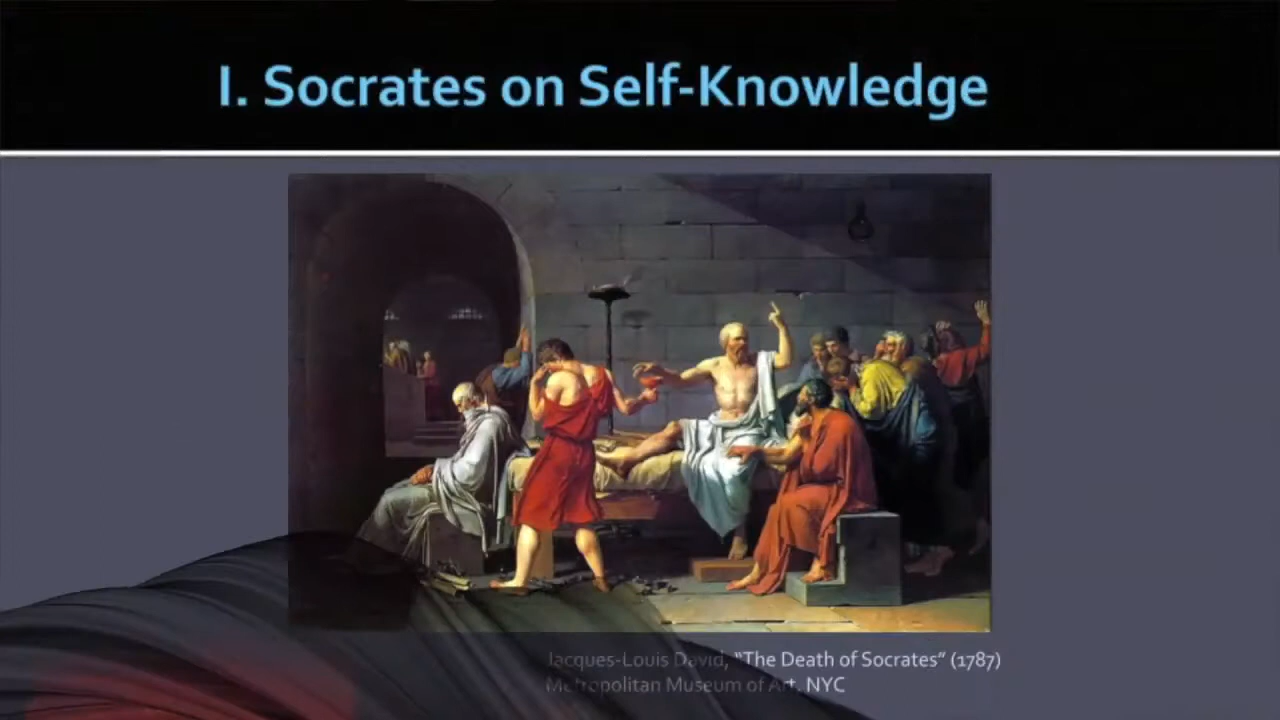 I. Socrates on Self-Knowledge
Jacques-Louis David, "The Death of Socrates" (1787)
Metropolitan Museum of Art, NYC